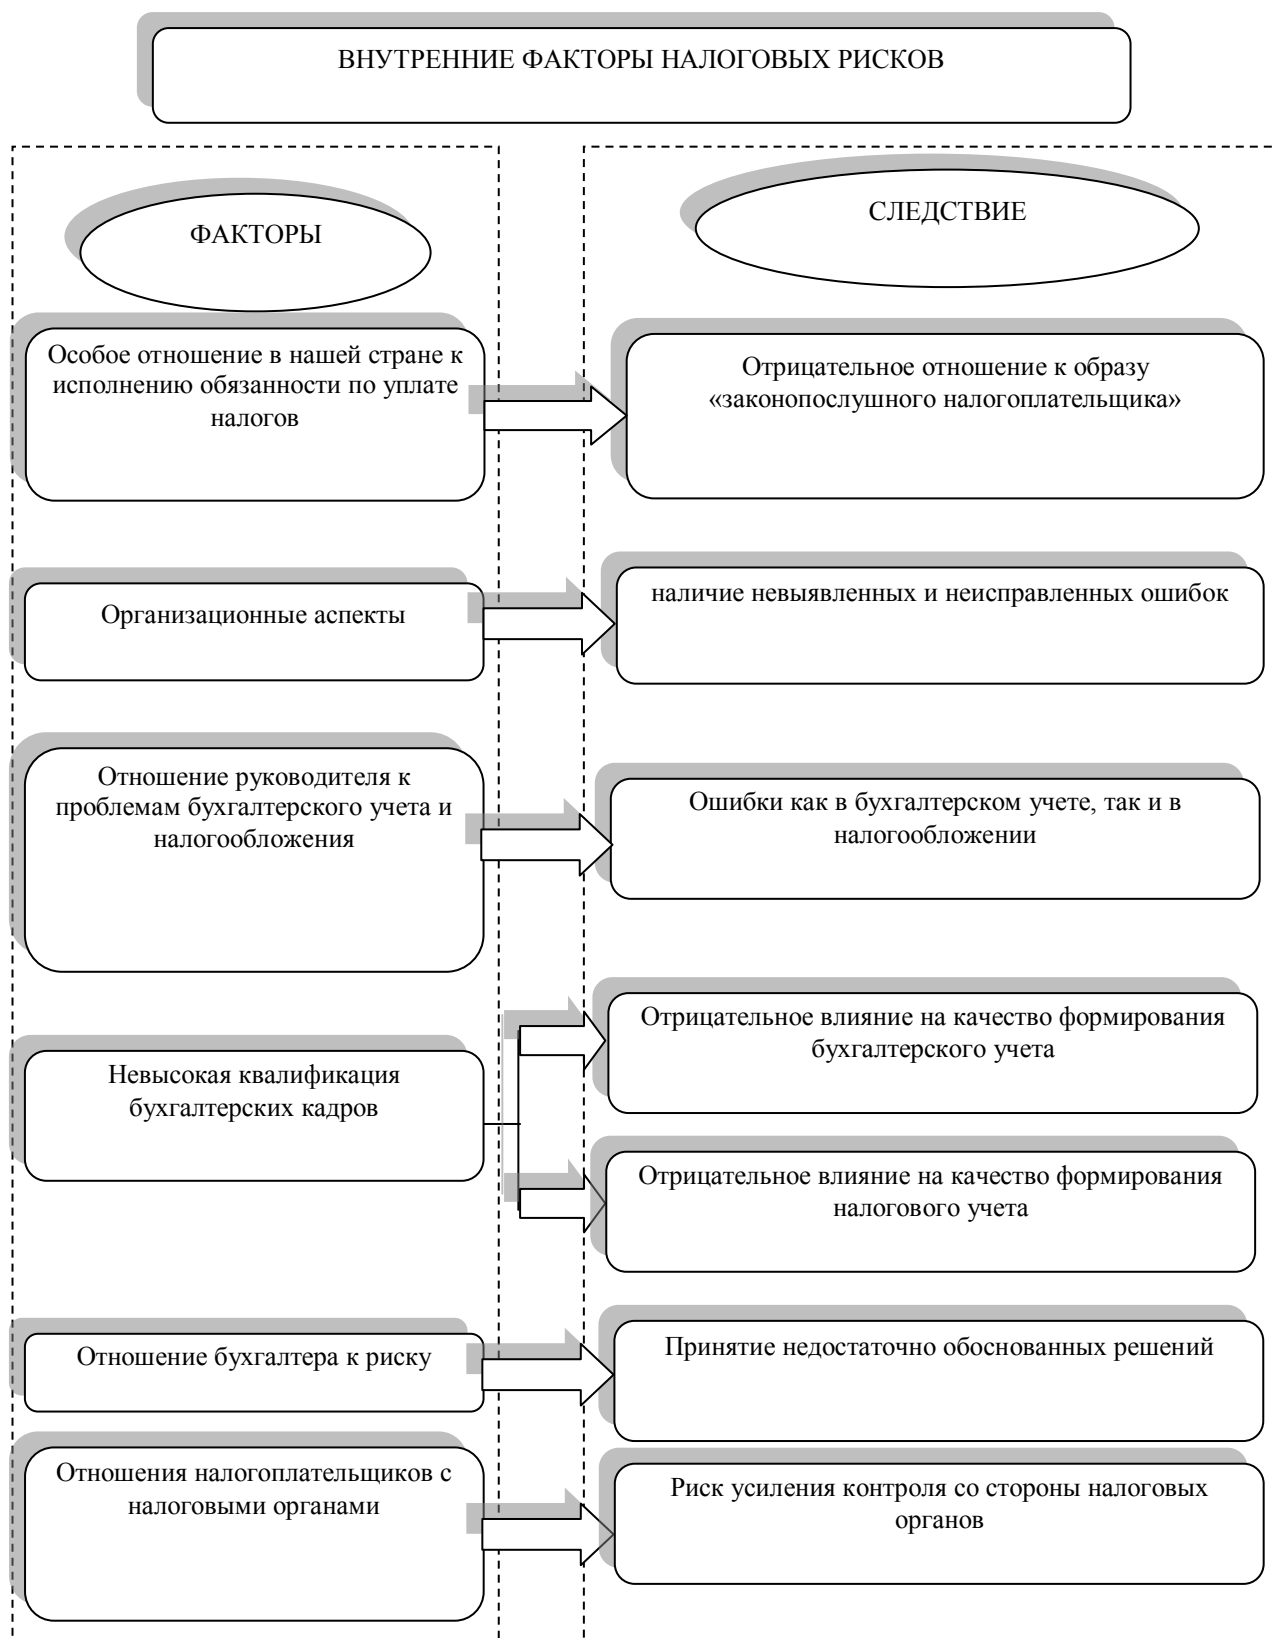 ВНУТРЕННИЕ ФАКТОРЫ НАЛОГОВЫХ РИСКОВ
ФАКТОРЫ
СЛЕДСТВИЕ
Особое отношение в нашей стране к
исполнению обязанности по уплате
налогов
Отрицательное отношение к образу
«законопослушного налогоплательщика»
Организационные аспекты
наличие невыявленных и неисправленных ошибок
Отношение руководителя к
проблемам бухгалтерского учета и
налогообложения
Ошибки как в бухгалтерском учете, так и в
налогообложении
Невысокая квалификация
бухгалтерских кадров
Отрицательное влияние на качество формирования
бухгалтерского учета
Отрицательное влияние на качество формирования
налогового учета
Отношение бухгалтера к риску
Принятие недостаточно обоснованных решений
Отношения налогоплательщиков с
налоговыми органами
Риск усиления контроля со стороны налоговых
органов